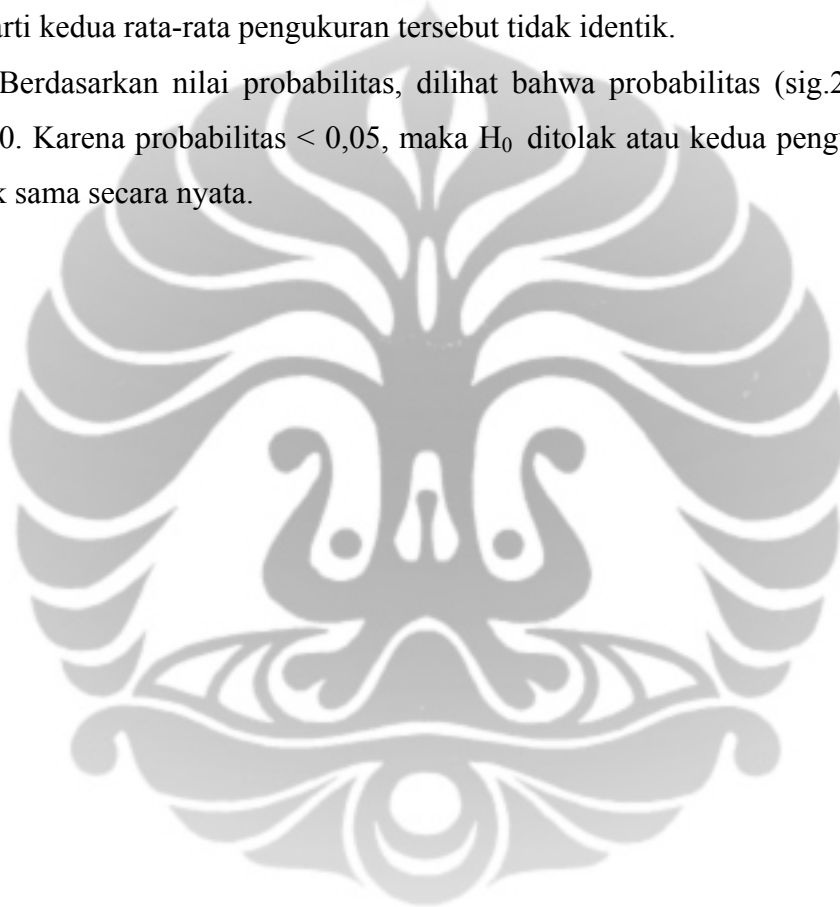 arti kedua rata-rata pengukuran tersebut tidak identik.
Berdasarkan nilai probabilitas, dilihat bahwa probabilitas (sig.2
0. Karena probabilitas < 0,05, maka H₀ ditolak atau kedua peng
k sama secara nyata.